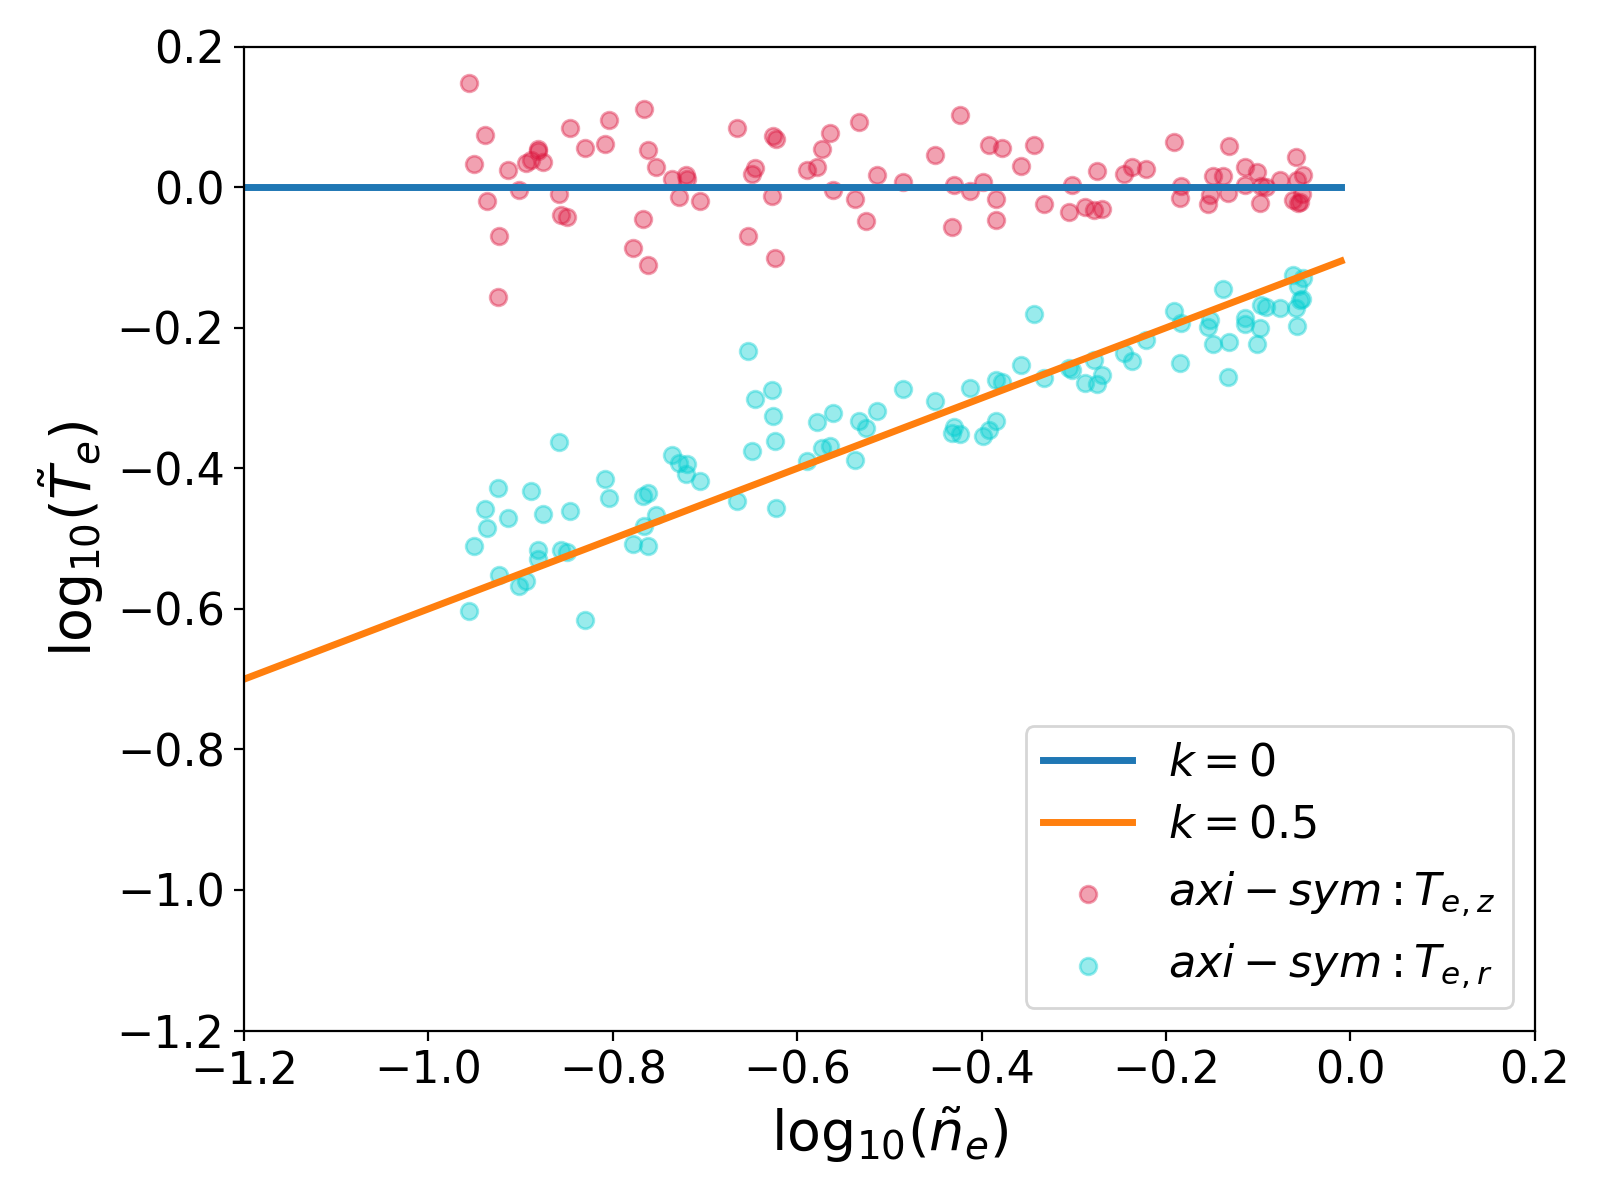 0.2
0.0
−0.2
−0.4
−0.6
−0.8
−1.0
−1.2
log₁₀(T̃ₑ)
k = 0
k = 0.5
axi − sym : T_{e, z}
axi − sym : T_{e, r}
−1.2 −1.0 −0.8 −0.6 −0.4 −0.2 0.0 0.2
log₁₀(ñₑ)